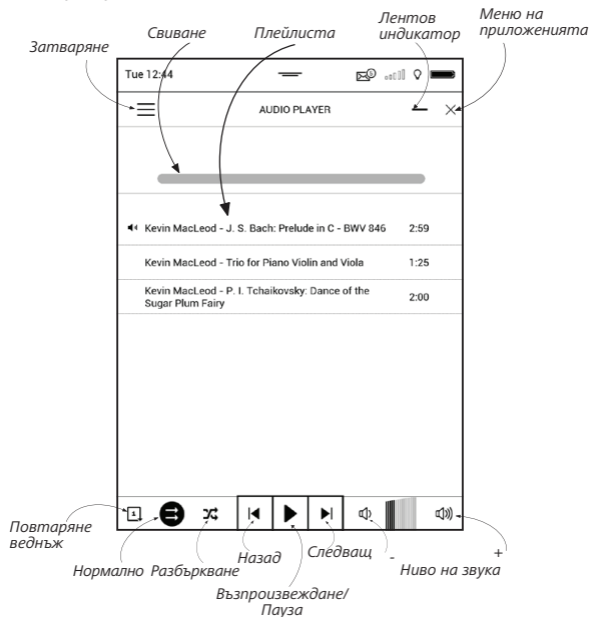 Лентов
индикатор
Меню на
приложенията
Свиване
Плейлиста
Затваряне
Tue 12:44
AUDIO PLAYER
Kevin MacLeod - J. S. Bach: Prelude in C - BWV 846 2:59
Kevin MacLeod - Trio for Piano Violin and Viola 1:25
Kevin MacLeod - P. I. Tchaikovsky: Dance of the
Sugar Plum Fairy 2:00
1
Повтаряне
веднъж
Нормално
Разбъркване
Назад
Възпроизвеждане/
Пауза
Следващ
- +
Ниво на звука